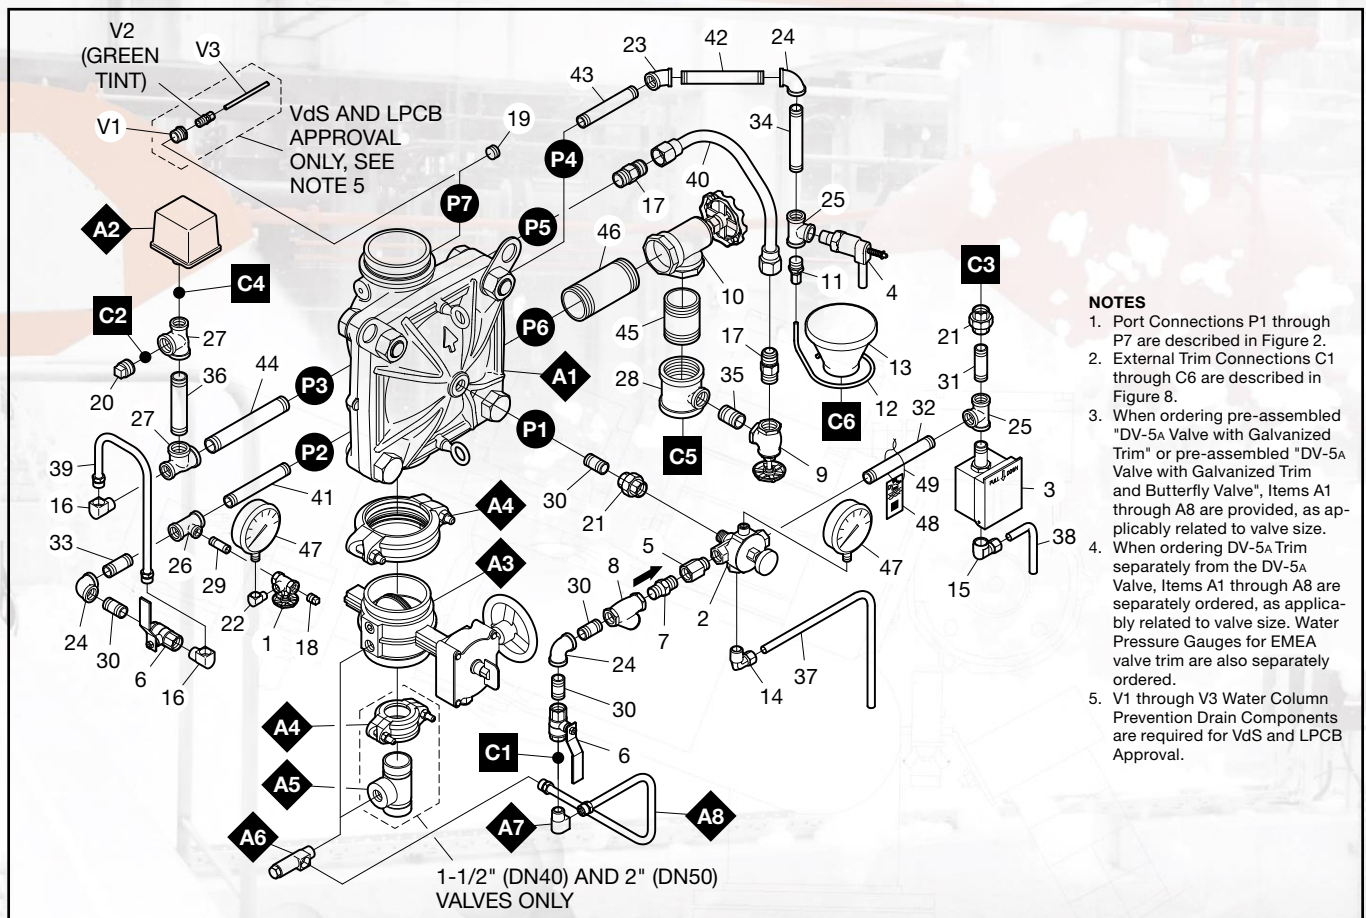 V2
(GREEN
TINT)
V3
V1
VdS AND LPCB
APPROVAL
ONLY, SEE
NOTE 5
19
P7
23
42
24
43
P4
34
40
17
P5
A2
C4
C2
27
20
36
44
P3
27
39
16
P2
41
33
26
29
47
24
30
6
16
22
1
18
46
P6
10
45
28
C5
A1
P1
35
17
9
25
11
4
13
12
C6
C3
21
31
32
25
49
48
PULL DOWN
3
15
38
30
21
47
2
14
37
5
8
30
7
24
30
6
C1
A4
A3
A4
A5
A6
A7
A8
1-1/2" (DN40) AND 2" (DN50)
VALVES ONLY
NOTES
1. Port Connections P1 through
P7 are described in Figure 2.
2. External Trim Connections C1
through C6 are described in
Figure 8.
3. When ordering pre-assembled
"DV-5A Valve with Galvanized
Trim" or pre-assembled "DV-5A
Valve with Galvanized Trim
and Butterfly Valve", Items A1
through A8 are provided, as ap-
plicably related to valve size.
4. When ordering DV-5A Trim
separately from the DV-5A
Valve, Items A1 through A8 are
separately ordered, as applica-
bly related to valve size. Water
Pressure Gauges for EMEA
valve trim are also separately
ordered.
5. V1 through V3 Water Column
Prevention Drain Components
are required for VdS and LPCB
Approval.